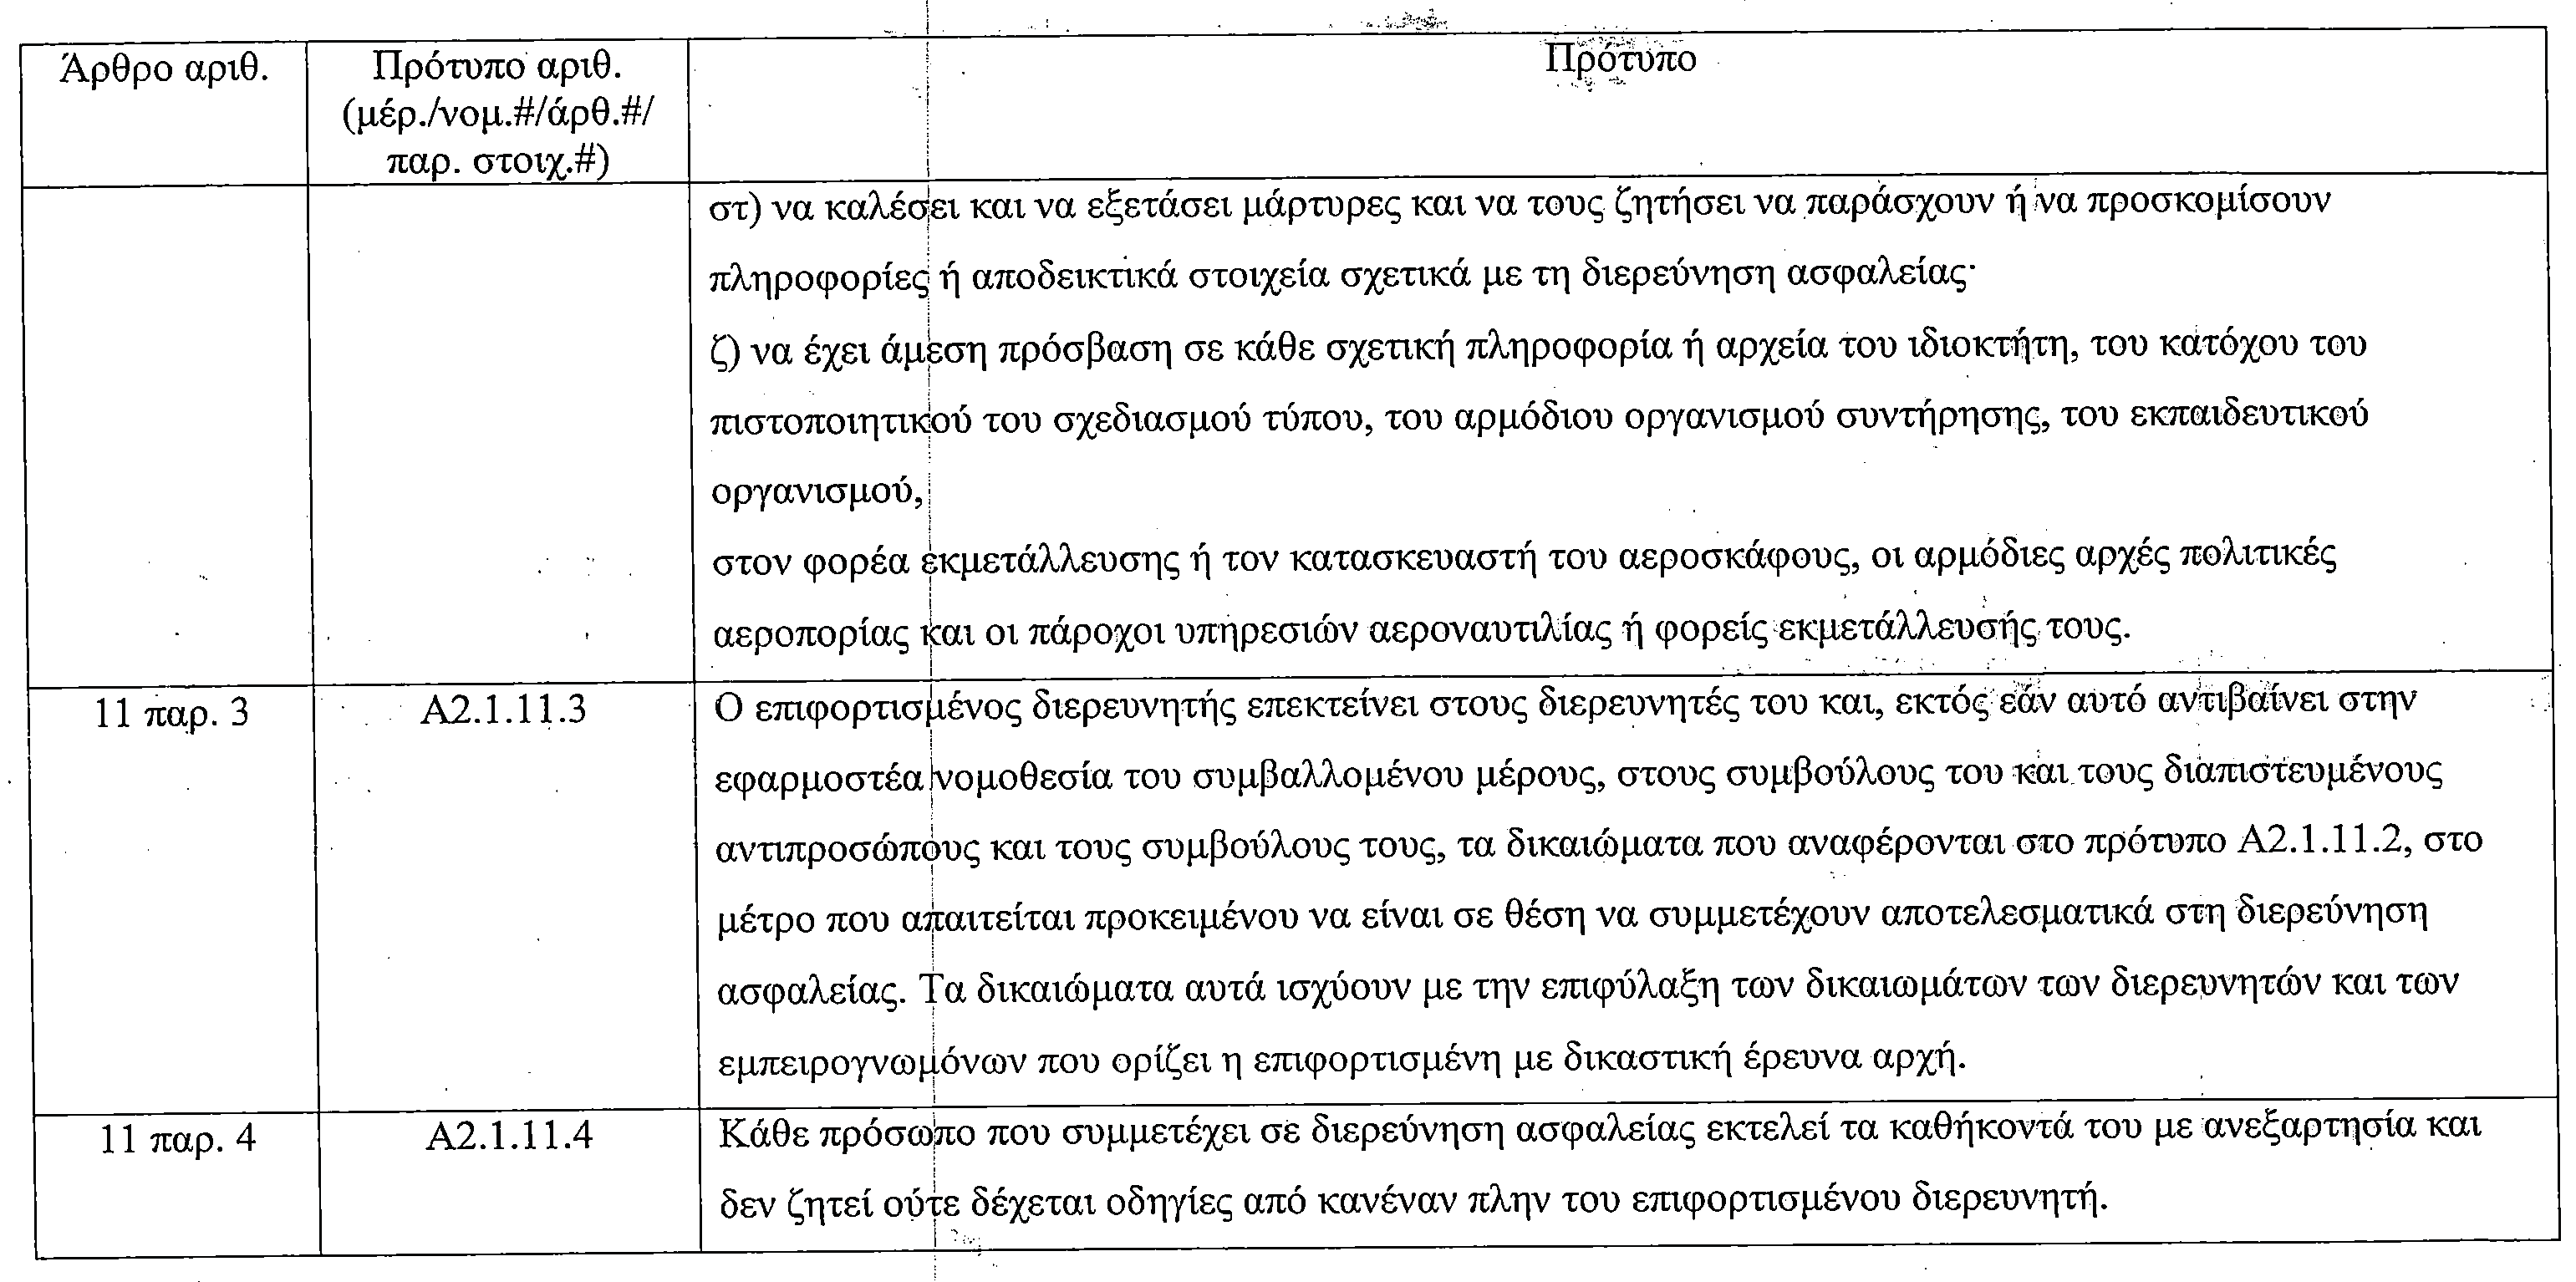 Άρθρο αριθ.
Πρότυπο αριθ.
(μέρ./νομ.#/άρθ.#/
παρ. στοιχ.#)
Πρότυπο
στ) να καλέσει και να εξετάσει μάρτυρες και να τους ζητήσει να παράσχουν ή να προσκομίσουν
πληροφορίες ή αποδεικτικά στοιχεία σχετικά με τη διερεύνηση ασφαλείας·
ζ) να έχει άμεση πρόσβαση σε κάθε σχετική πληροφορία ή αρχεία του ιδιοκτήτη, του κατόχου του
πιστοποιητικού του σχεδιασμού τύπου, του αρμόδιου οργανισμού συντήρησης, του εκπαιδευτικού
οργανισμού,
στον φορέα εκμετάλλευσης ή τον κατασκευαστή του αεροσκάφους, οι αρμόδιες αρχές πολιτικές
αεροπορίας και οι πάροχοι υπηρεσιών αεροναυτιλίας ή φορείς εκμετάλλευσής τους.
11 παρ. 3
Α2.1.11.3
Ο επιφορτισμένος διερευνητής επεκτείνει στους διερευνητές του και, εκτός εάν αυτό αντιβαίνει στην
εφαρμοστέα νομοθεσία του συμβαλλομένου μέρους, στους συμβούλους του και τους διαπιστευμένους
αντιπροσώπους και τους συμβούλους τους, τα δικαιώματα που αναφέρονται στο πρότυπο Α2.1.11.2, στο
μέτρο που απαιτείται προκειμένου να είναι σε θέση να συμμετέχουν αποτελεσματικά στη διερεύνηση
ασφαλείας. Τα δικαιώματα αυτά ισχύουν με την επιφύλαξη των δικαιωμάτων των διερευνητών και των
εμπειρογνωμόνων που ορίζει η επιφορτισμένη με δικαστική έρευνα αρχή.
11 παρ. 4
Α2.1.11.4
Κάθε πρόσωπο που συμμετέχει σε διερεύνηση ασφαλείας εκτελεί τα καθήκοντά του με ανεξαρτησία και
δεν ζητεί ούτε δέχεται οδηγίες από κανέναν πλην του επιφορτισμένου διερευνητή.